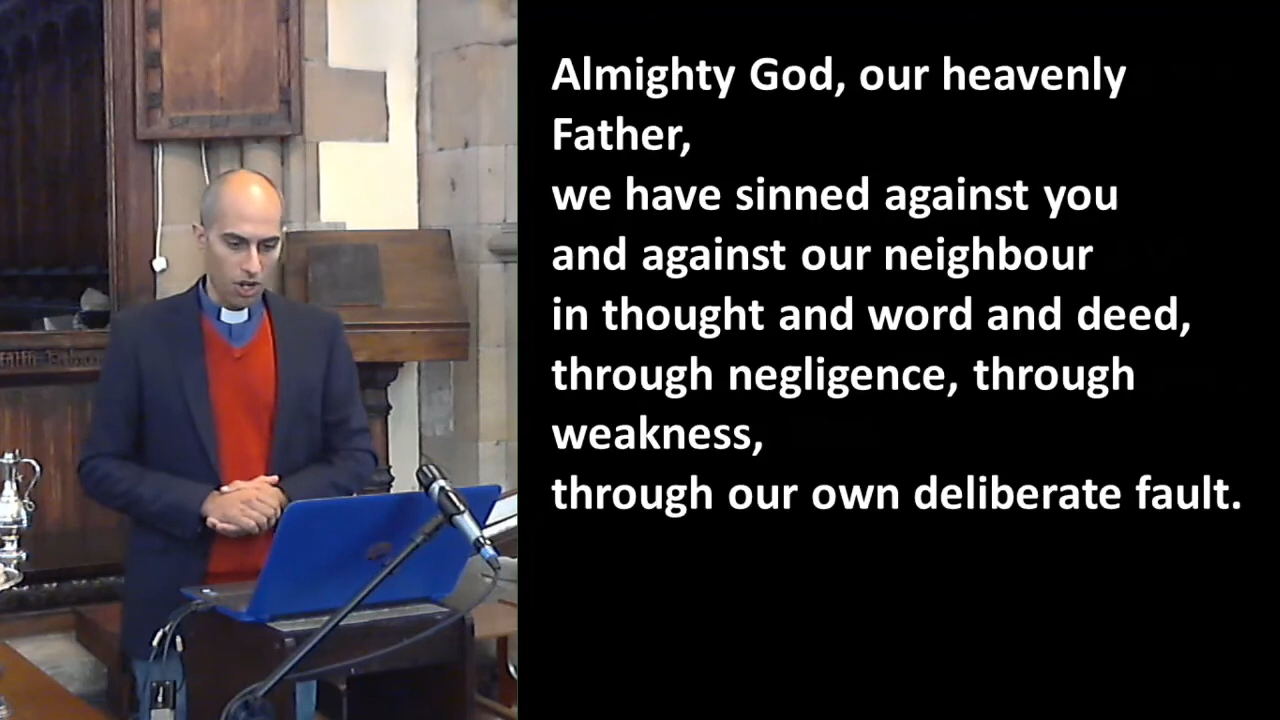 Almighty God, our heavenly
Father,
we have sinned against you
and against our neighbour
in thought and word and deed,
through negligence, through
weakness,
through our own deliberate fault.